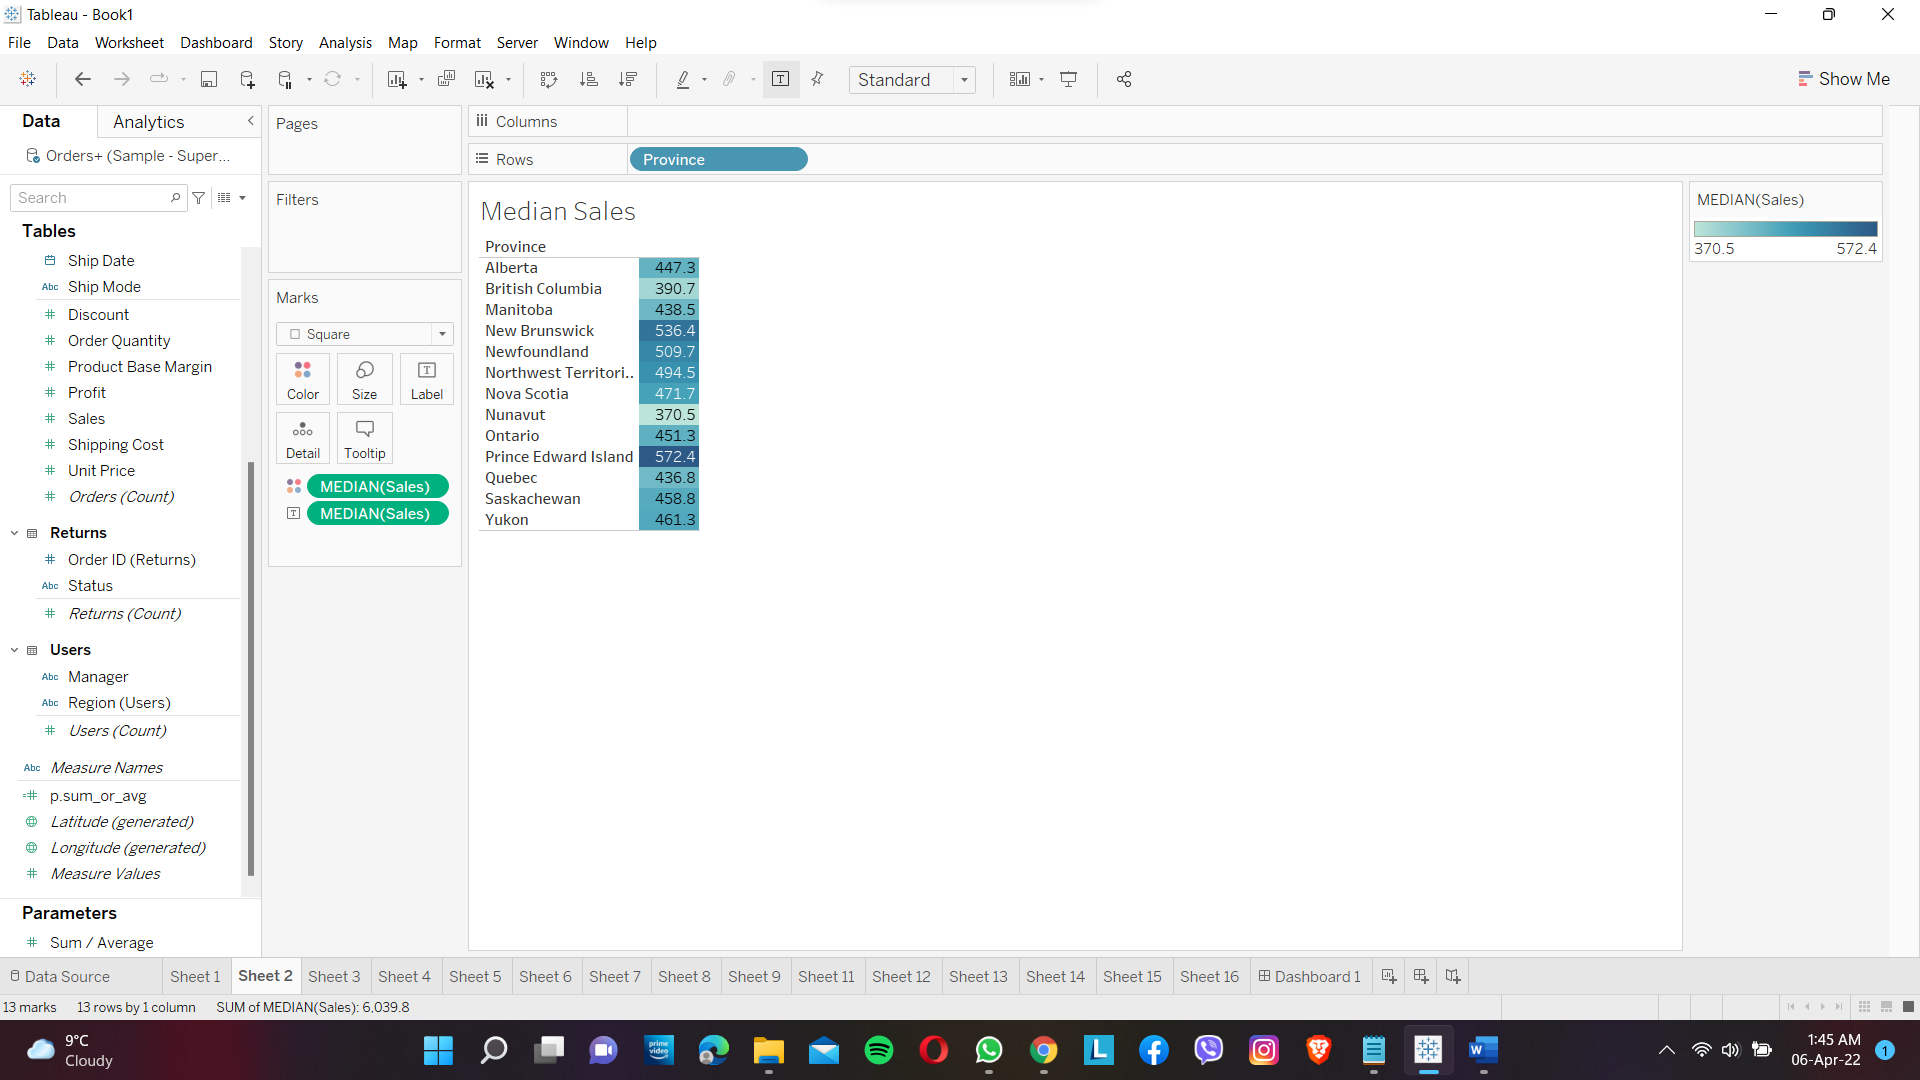 Tableau - Book1
File Data Worksheet Dashboard Story Analysis Map Format Server Window Help
Standard
Show Me
Data Analytics
Orders+ (Sample - Super...
Search
Tables
Ship Date
Abc Ship Mode
# Discount
# Order Quantity
# Product Base Margin
# Profit
# Sales
# Shipping Cost
# Unit Price
# Orders (Count)
Returns
# Order ID (Returns)
Abc Status
# Returns (Count)
Users
Abc Manager
Abc Region (Users)
# Users (Count)
Abc Measure Names
=# p.sum_or_avg
Latitude (generated)
Longitude (generated)
# Measure Values
Parameters
# Sum / Average
Pages
Filters
Marks
Square
Color Size Label
Detail Tooltip
MEDIAN(Sales)
MEDIAN(Sales)
Columns
Rows Province
Median Sales
Province
Alberta 447.3
British Columbia 390.7
Manitoba 438.5
New Brunswick 536.4
Newfoundland 509.7
Northwest Territori.. 494.5
Nova Scotia 471.7
Nunavut 370.5
Ontario 451.3
Prince Edward Island 572.4
Quebec 436.8
Saskachewan 458.8
Yukon 461.3
MEDIAN(Sales)
370.5 572.4
Data Source Sheet 1 Sheet 2 Sheet 3 Sheet 4 Sheet 5 Sheet 6 Sheet 7 Sheet 8 Sheet 9 Sheet 11 Sheet 12 Sheet 13 Sheet 14 Sheet 15 Sheet 16 Dashboard 1
13 marks 13 rows by 1 column SUM of MEDIAN(Sales): 6,039.8
9°C
Cloudy
prime video
L
W
1:45 AM
06-Apr-22
1